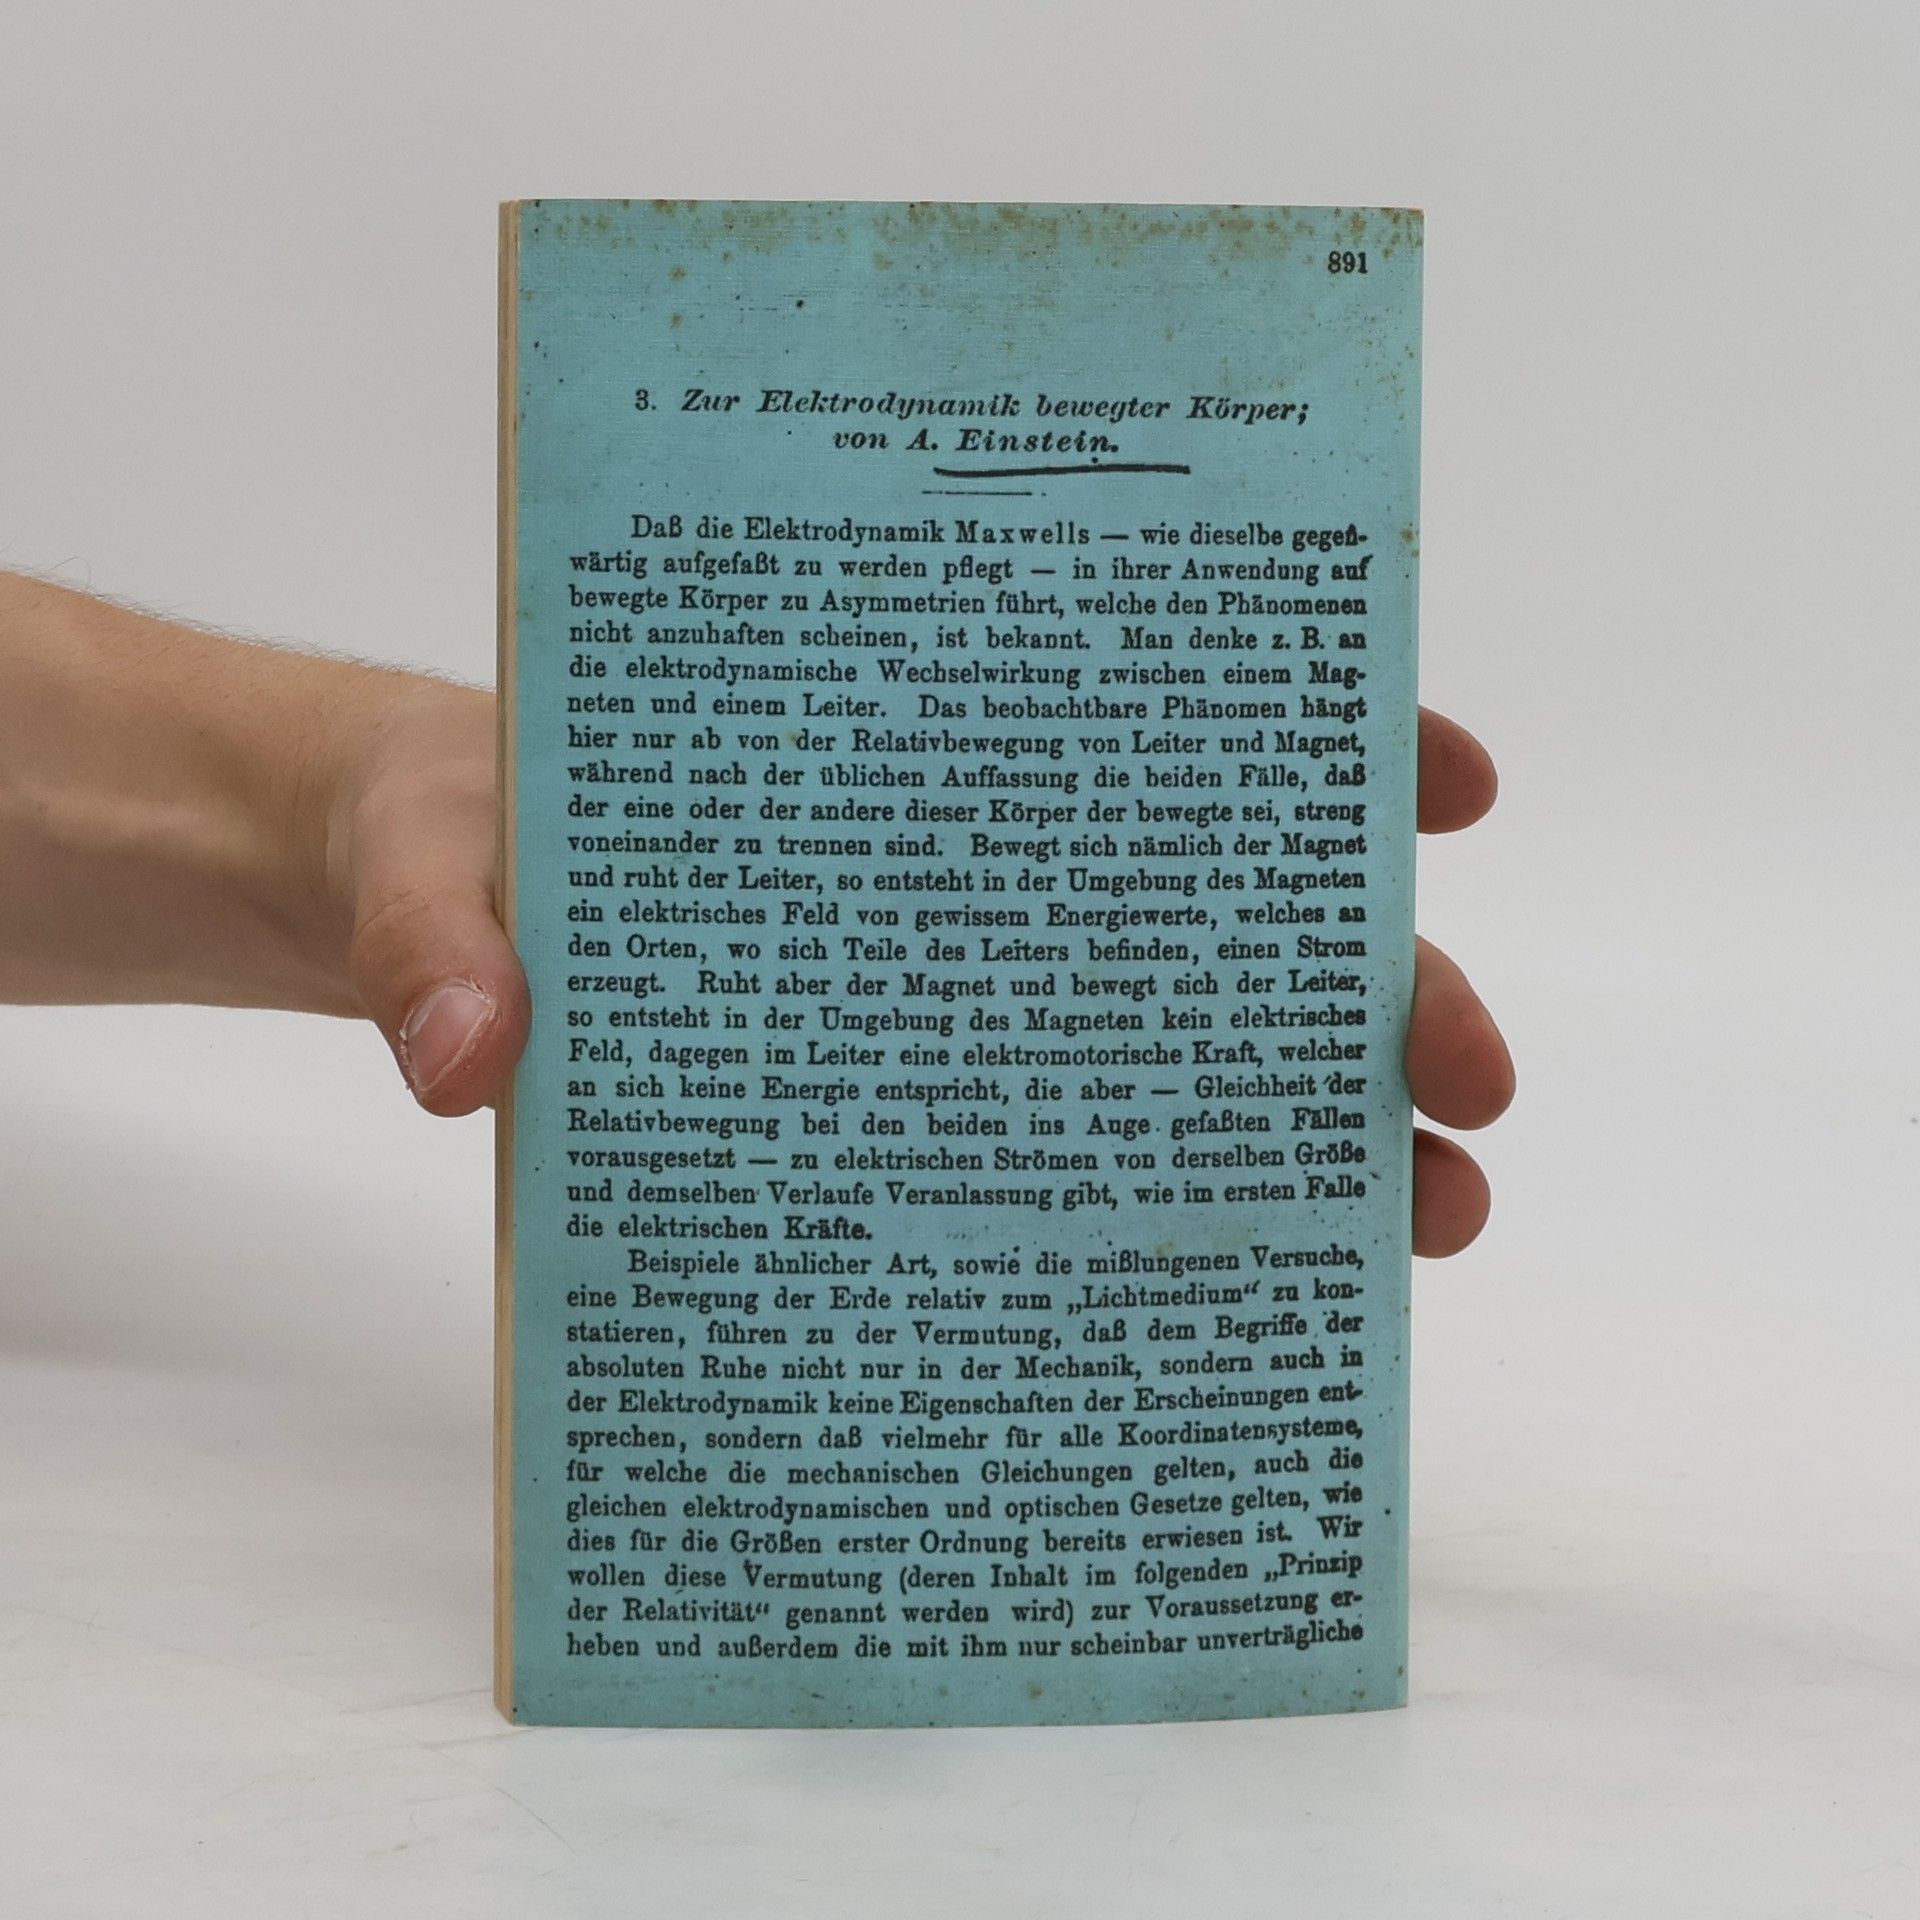 891
3. Zur Elektrodynamik bewegter Körper;
von A. Einstein.
Daß die Elektrodynamik Maxwells — wie dieselbe gegen-
wärtig aufgefaßt zu werden pflegt — in ihrer Anwendung auf
bewegte Körper zu Asymmetrien führt, welche den Phänomenen
nicht anzuhaften scheinen, ist bekannt. Man denke z. B. an
die elektrodynamische Wechselwirkung zwischen einem Mag-
neten und einem Leiter. Das beobachtbare Phänomen hängt
hier nur ab von der Relativbewegung von Leiter und Magnet,
während nach der üblichen Auffassung die beiden Fälle, daß
der eine oder der andere dieser Körper der bewegte sei, streng
voneinander zu trennen sind. Bewegt sich nämlich der Magnet
und ruht der Leiter, so entsteht in der Umgebung des Magneten
ein elektrisches Feld von gewissem Energiewerte, welches an
den Orten, wo sich Teile des Leiters befinden, einen Strom
erzeugt. Ruht aber der Magnet und bewegt sich der Leiter,
so entsteht in der Umgebung des Magneten kein elektrisches
Feld, dagegen im Leiter eine elektromotorische Kraft, welcher
an sich keine Energie entspricht, die aber — Gleichheit der
Relativbewegung bei den beiden ins Auge gefaßten Fällen
vorausgesetzt — zu elektrischen Strömen von derselben Größe
und demselben Verlaufe Veranlassung gibt, wie im ersten Falle
die elektrischen Kräfte.
Beispiele ähnlicher Art, sowie die mißlungenen Versuche,
eine Bewegung der Erde relativ zum „Lichtmedium“ zu kon-
statieren, führen zu der Vermutung, daß dem Begriffe der
absoluten Ruhe nicht nur in der Mechanik, sondern auch in
der Elektrodynamik keine Eigenschaften der Erscheinungen ent-
sprechen, sondern daß vielmehr für alle Koordinatensysteme,
für welche die mechanischen Gleichungen gelten, auch die
gleichen elektrodynamischen und optischen Gesetze gelten, wie
dies für die Größen erster Ordnung bereits erwiesen ist. Wir
wollen diese Vermutung (deren Inhalt im folgenden „Prinzip
der Relativität“ genannt werden wird) zur Voraussetzung er-
heben und außerdem die mit ihm nur scheinbar unverträgliche